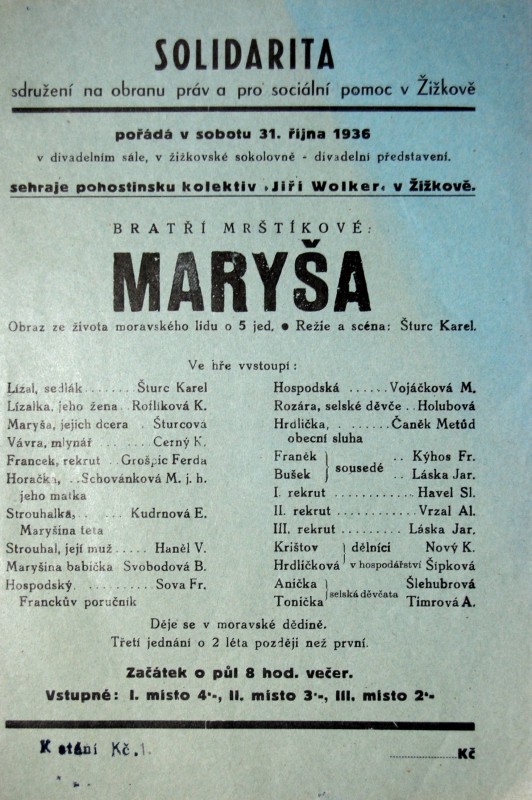 SOLIDARITA
sdružení na obranu práv a pro sociální pomoc v Žižkově
pořádá v sobotu 31. října 1936
v divadelním sále, v žižkovské sokolovně - divadelní představení.
sehraje pohostinsku kolektiv „Jiří Wolker“ v Žižkově.
BRATŘÍ MRŠTÍKOVÉ:
MARYŠA
Obraz ze života moravského lidu o 5 jed. ● Režie a scéna: Šturc Karel.
Ve hře vvstoupí:
Lízal, sedlák ....... Šturc Karel
Lízalka, jeho žena .. Roflíková K.
Maryša, jejich dcera . Šturcová
Vávra, mlynář .. ..... Černý K.
Francek, rekrut .. Grošpic Ferda
Horačka, .. Schovánková M. j. h.
jeho matka
Strouhalka, . ..... Kudrnová E.
Maryšina teta
Strouhal, její muž ..... Haněl V.
Maryšina babička Svobodová B.
Hospodský ......... Sova Fr.
Franckův poručník
Hospodská ...... Vojáčková M.
Rozára, selské děvče .. Holubová
Hrdlička, ....... Čaněk Metůd
obecní sluha
Franěk } sousedé .. Kýhos Fr.
Bušek } .. Láska Jar.
I. rekrut ............ Havel Sl.
II. rekrut ........... Vrzal Al.
III. rekrut ......... Láska Jar.
Krištov } dělníci Nový K.
Hrdličková } v hospodářství Šípková
Anička } selská děvčata Šlehubrová
Tonička } Timrová A.
Děje se v moravské dědině.
Třetí jednání o 2 léta později než první.
Začátek o půl 8 hod. večer.
Vstupné: I. místo 4·-, II. místo 3·-, III. místo 2·-
K stání Kč.1.
.................. Kč